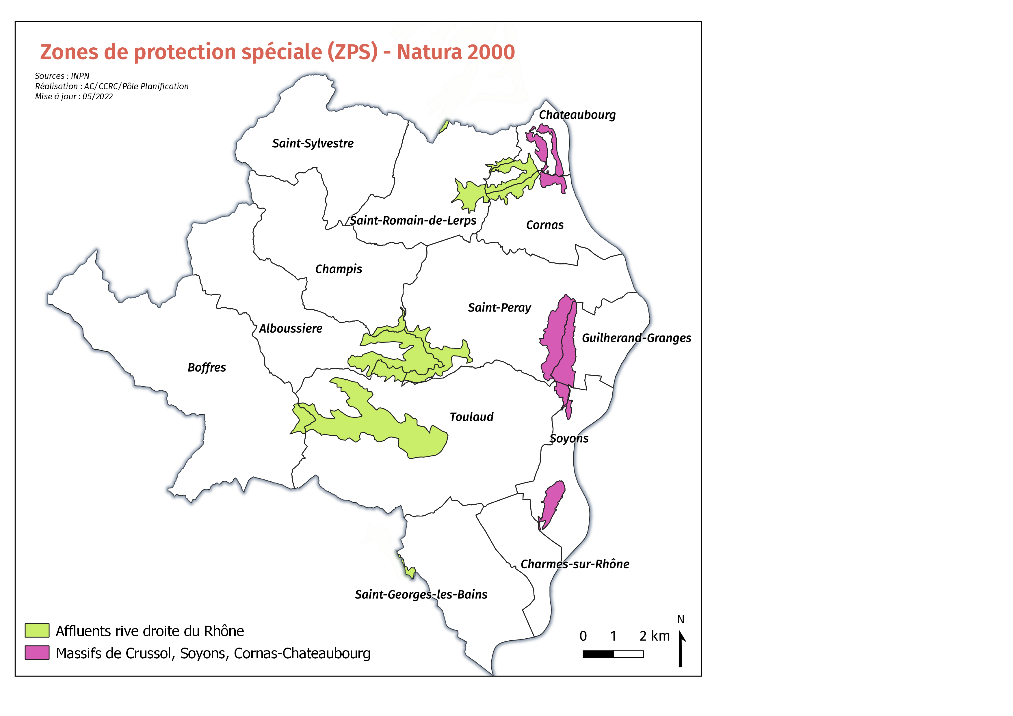 Zones de protection spéciale (ZPS) - Natura 2000
Sources : INPN
Réalisation : AC/CCRC/Pôle Planification
Mise à jour : 05/2022
Chateaubourg
Saint-Sylvestre
Saint-Romain-de-Lerps
Cornas
Champis
Saint-Peray
Alboussiere
Guilherand-Granges
Boffres
Toulaud
Soyons
Charmes-sur-Rhône
Saint-Georges-les-Bains
Affluents rive droite du Rhône
Massifs de Crussol, Soyons, Cornas-Chateaubourg
0 1 2 km
N